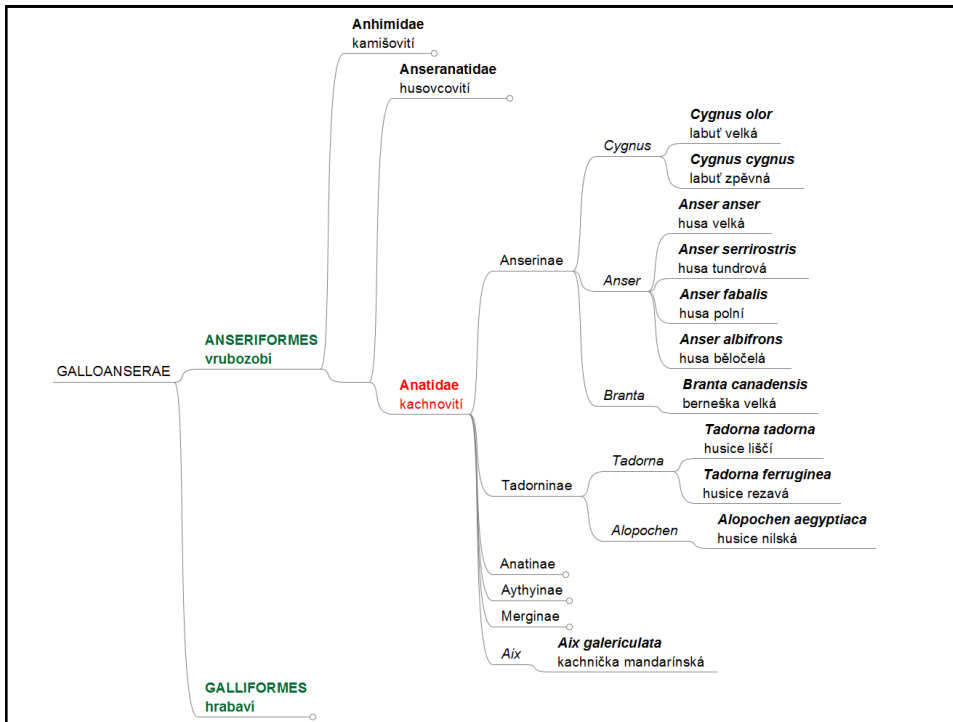 Anhimidae
kamišovití
Anseranatidae
husovcovití
Cygnus olor
labuť velká
Cygnus
Cygnus cygnus
labuť zpěvná
Anser anser
husa velká
Anser serrirostris
husa tundrová
Anserinae
Anser
Anser fabalis
husa polní
Anser albifrons
husa běločelá
ANSERIFORMES
vrubozobí
GALLOANSERAE
Anatidae
kachnovití
Branta
Branta canadensis
berneška velká
Tadorna tadorna
husice liščí
Tadorna
Tadorna ferruginea
husice rezavá
Tadorninae
Alopochen
Alopochen aegyptiaca
husice nilská
Anatinae
Aythyinae
Merginae
Aix
Aix galericulata
kachnička mandarínská
GALLIFORMES
hrabaví